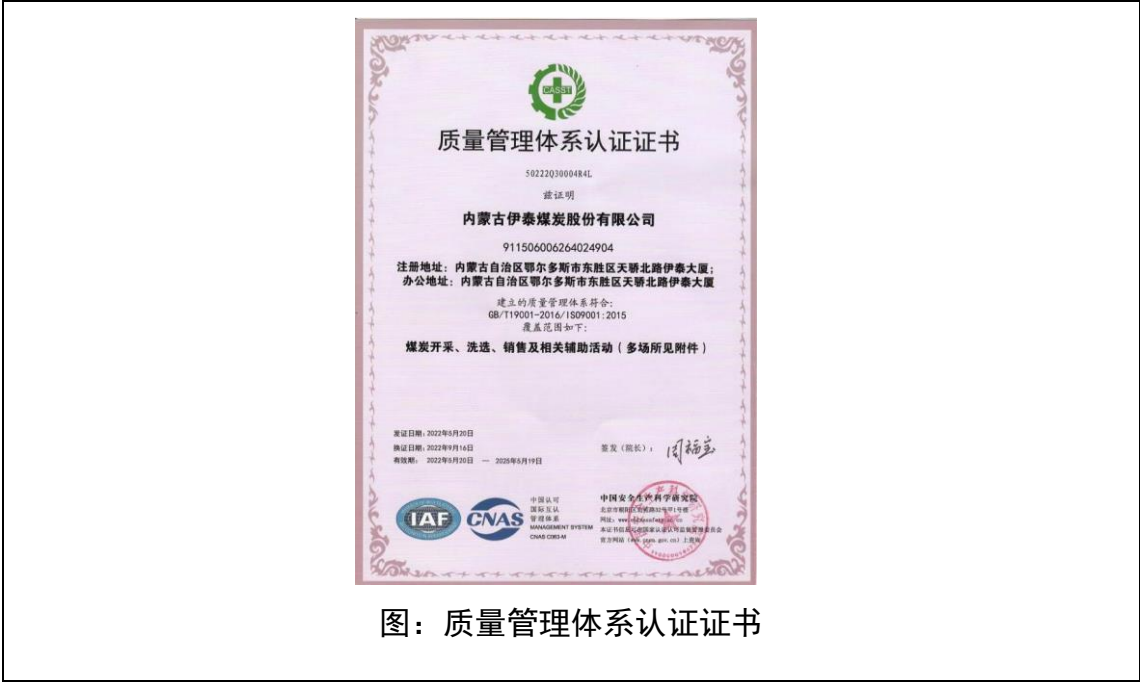 CASST
质量管理体系认证证书
50222Q30004R4L
兹证明
内蒙古伊泰煤炭股份有限公司
911506006264024904
注册地址：内蒙古自治区鄂尔多斯市东胜区天骄北路伊泰大厦；
办公地址：内蒙古自治区鄂尔多斯市东胜区天骄北路伊泰大厦
建立的质量管理体系符合：
GB/T19001-2016/ISO9001:2015
覆盖范围如下：
煤炭开采、洗选、销售及相关辅助活动（多场所见附件）
发证日期：2022年5月20日
换证日期：2022年9月16日
有效期： 2022年5月20日 — 2025年5月19日
签发（院长）： 周福宝
IAF
CNAS
中国认可
国际互认
管理体系
MANAGEMENT SYSTEM
CNAS C063-M
中国安全生产科学研究院
图：质量管理体系认证证书